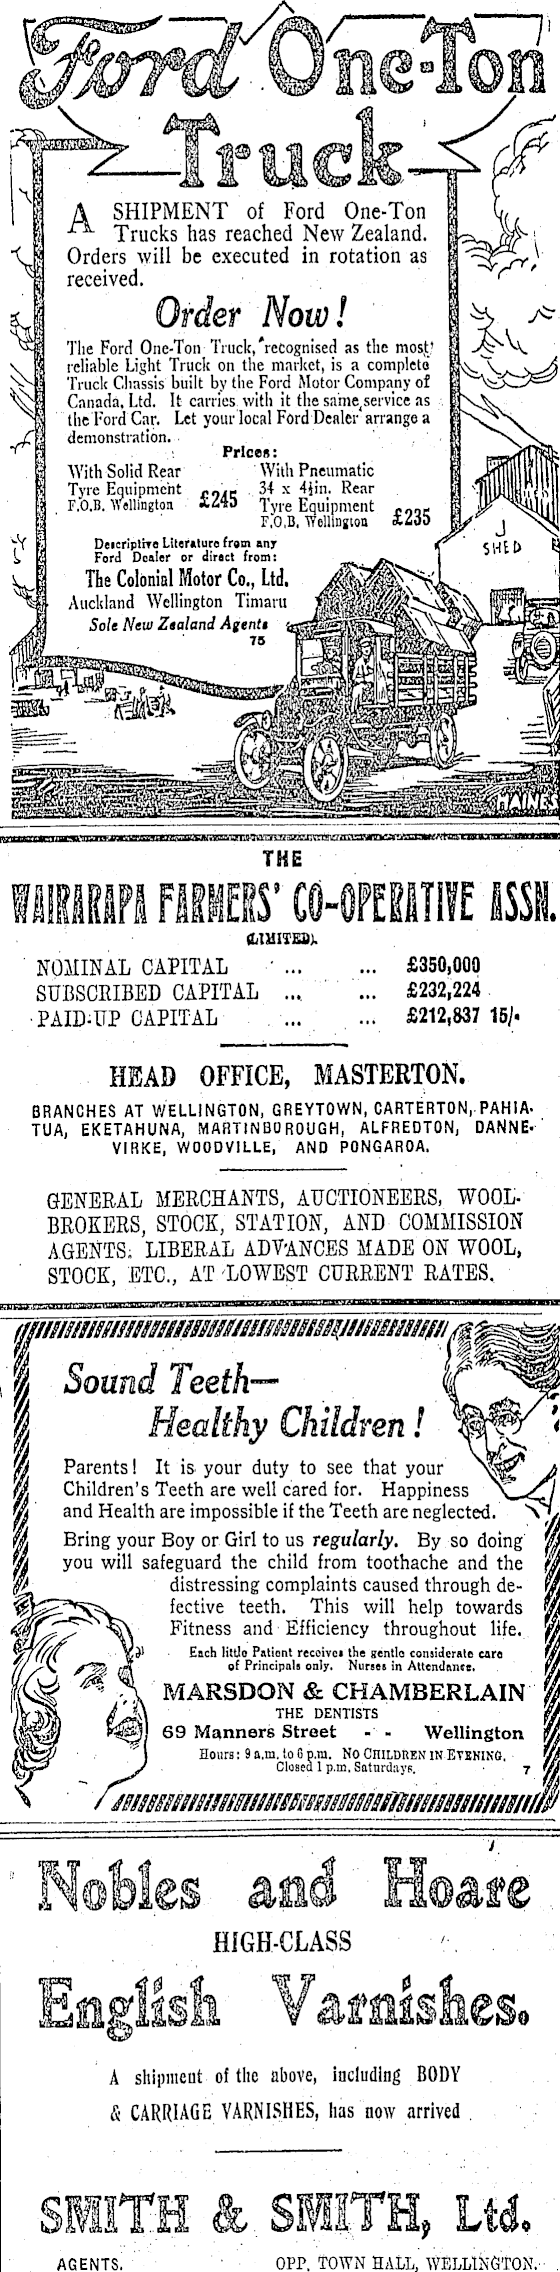 Ford One-Ton
Truck
A SHIPMENT of Ford One-Ton
Trucks has reached New Zealand.
Orders will be executed in rotation as
received.
Order Now!
The Ford One-Ton Truck, recognised as the most
reliable Light Truck on the market, is a complete
Truck Chassis built by the Ford Motor Company of
Canada, Ltd. It carries with it the same service as
the Ford Car. Let your local Ford Dealer arrange a
demonstration.
Prices:
With Solid Rear
Tyre Equipment
F.O.B. Wellington £245
With Pneumatic
34 x 4½in. Rear
Tyre Equipment
F.O.B. Wellington £235
Descriptive Literature from any
Ford Dealer or direct from:
The Colonial Motor Co., Ltd.
Auckland Wellington Timaru
Sole New Zealand Agents
75
J
SHED
HAINES
THE
WAIRARAPA FARMERS' CO-OPERATIVE ASSN.
(LIMITED).
NOMINAL CAPITAL ... ... £350,000
SUBSCRIBED CAPITAL ... ... £232,224
PAID-UP CAPITAL ... ... £212,837 15/-
HEAD OFFICE, MASTERTON.
BRANCHES AT WELLINGTON, GREYTOWN, CARTERTON, PAHIA-
TUA, EKETAHUNA, MARTINBOROUGH, ALFREDTON, DANNE-
VIRKE, WOODVILLE, AND PONGAROA.
GENERAL MERCHANTS, AUCTIONEERS, WOOL-
BROKERS, STOCK, STATION, AND COMMISSION
AGENTS. LIBERAL ADVANCES MADE ON WOOL,
STOCK, ETC., AT LOWEST CURRENT RATES.
Sound Teeth—
Healthy Children!
Parents! It is your duty to see that your
Children's Teeth are well cared for. Happiness
and Health are impossible if the Teeth are neglected.
Bring your Boy or Girl to us regularly. By so doing
you will safeguard the child from toothache and the
distressing complaints caused through de-
fective teeth. This will help towards
Fitness and Efficiency throughout life.
Each little Patient receives the gentle considerate care
of Principals only. Nurses in Attendance.
MARSDON & CHAMBERLAIN
THE DENTISTS
69 Manners Street - - Wellington
Hours: 9 a.m. to 6 p.m. NO CHILDREN IN EVENING.
Closed 1 p.m. Saturdays.
7
Nobles and Hoare
HIGH-CLASS
English Varnishes.
A shipment of the above, including BODY
& CARRIAGE VARNISHES, has now arrived
SMITH & SMITH, Ltd.
AGENTS. OPP. TOWN HALL, WELLINGTON.